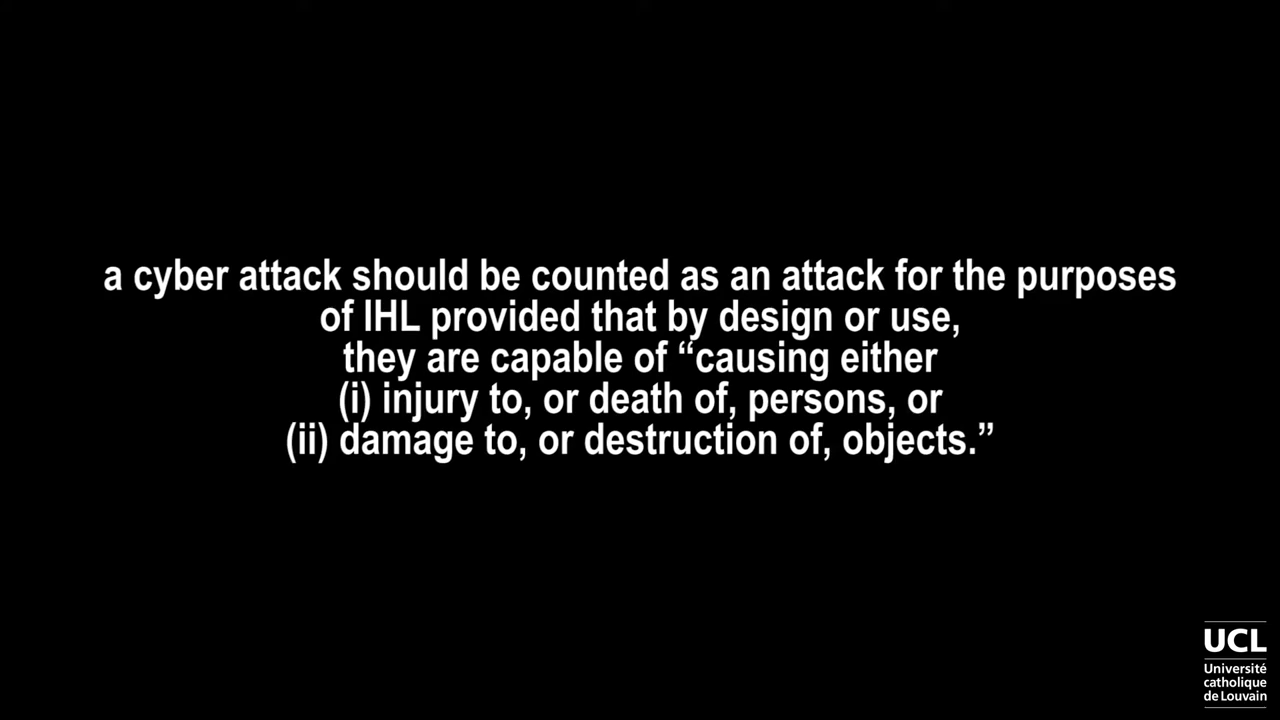 a cyber attack should be counted as an attack for the purposes
of IHL provided that by design or use,
they are capable of “causing either
(i) injury to, or death of, persons, or
(ii) damage to, or destruction of, objects.”
UCL
Université
catholique
de Louvain